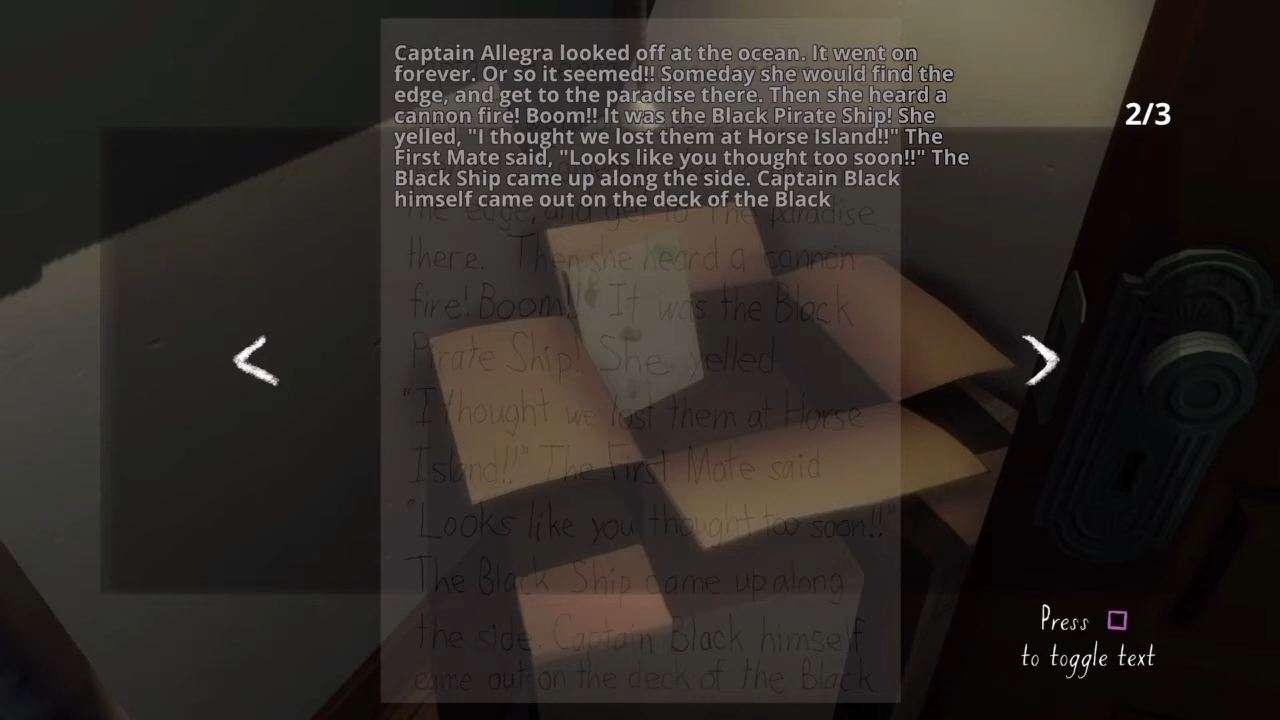 Captain Allegra looked off at the ocean. It went on
forever. Or so it seemed!! Someday she would find the
edge, and get to the paradise there. Then she heard a
cannon fire! Boom!! It was the Black Pirate Ship! She
yelled, "I thought we lost them at Horse Island!!" The
First Mate said, "Looks like you thought too soon!!" The
Black Ship came up along the side. Captain Black
himself came out on the deck of the Black
2/3
the edge, and get to the paradise
there. Then she heard a cannon
fire! Boom!! It was the Black
Pirate Ship! She yelled
"I thought we lost them at Horse
Island!!" The First Mate said
"Looks like you thought too soon!!"
The Black Ship came up along
the side. Captain Black himself
came out on the deck of the Black
Press
to toggle text